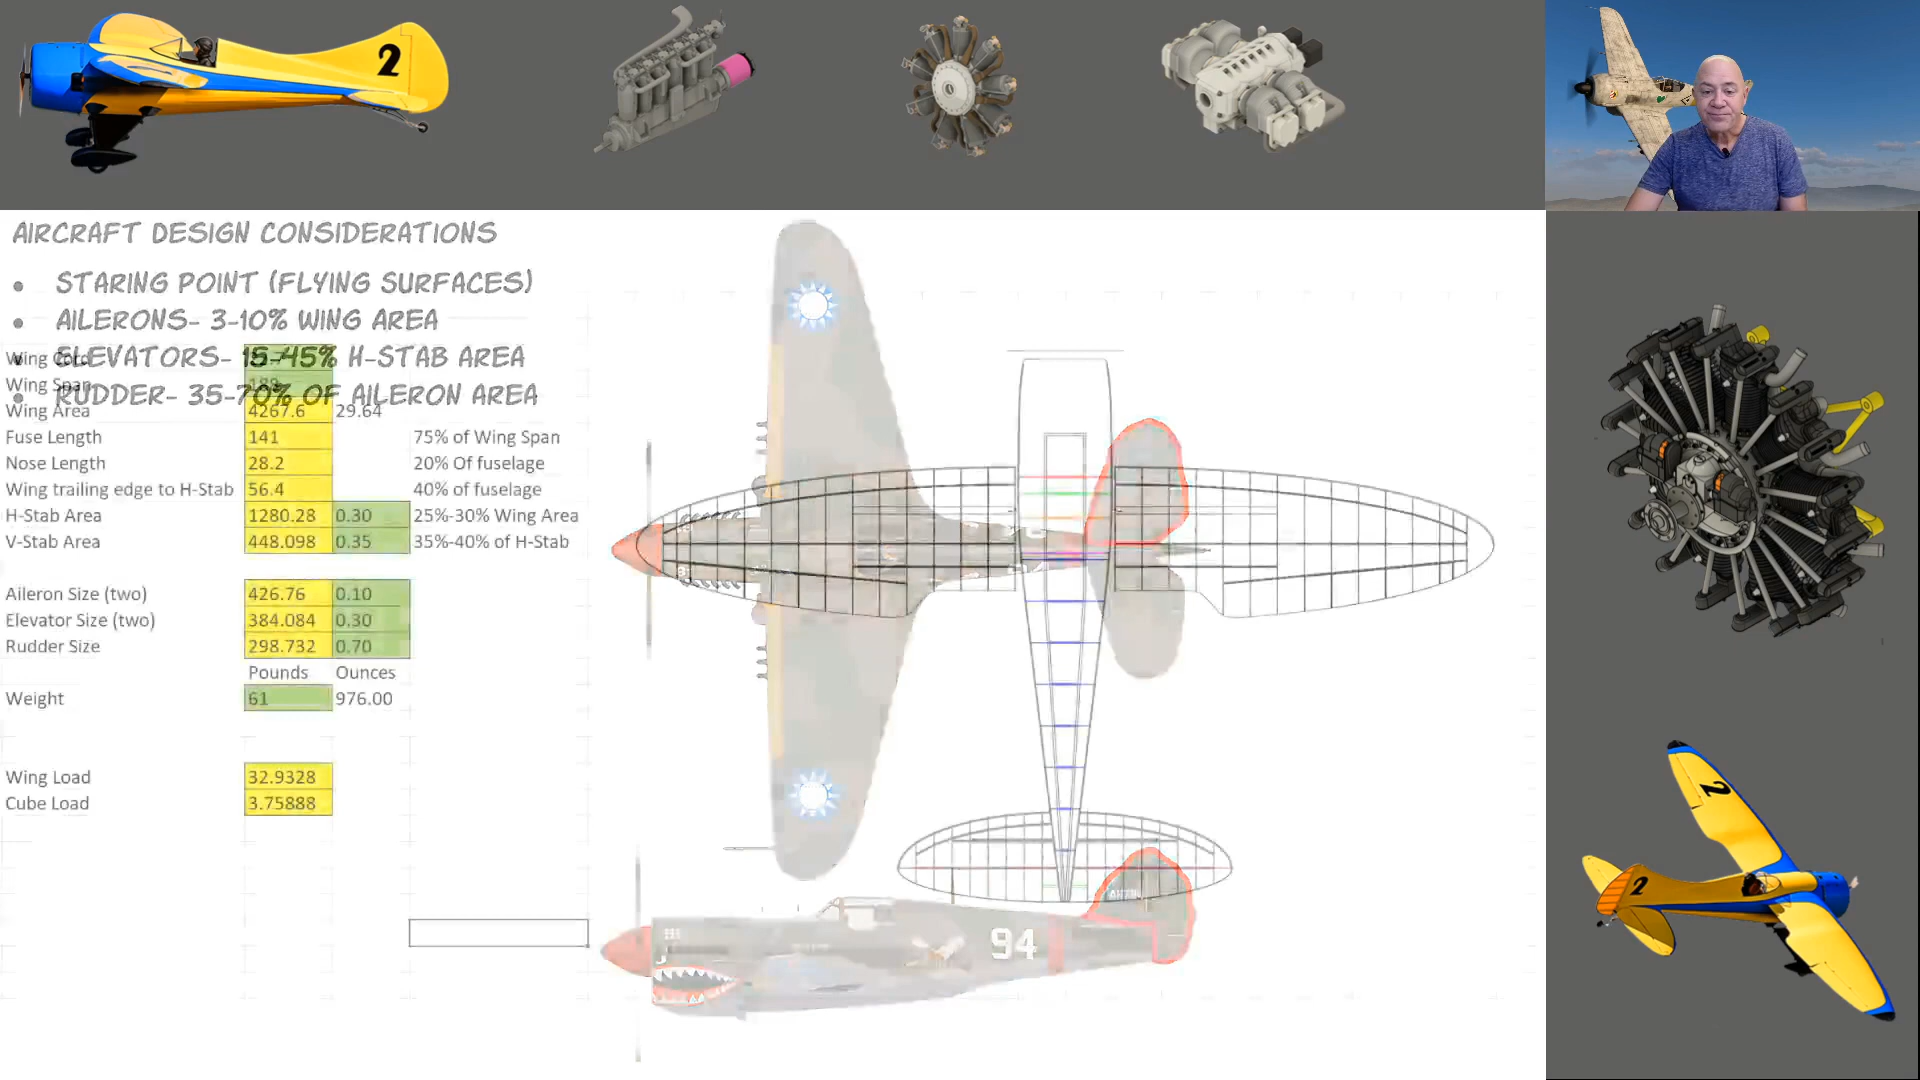 2
AIRCRAFT DESIGN CONSIDERATIONS
• STARING POINT (FLYING SURFACES)
• AILERONS- 3-10% WING AREA
• ELEVATORS- 15-45% H-STAB AREA
• RUDDER- 35-70% OF AILERON AREA
Wing
Wing Span
Wing Area 4267.6 29.64
Fuse Length 141 75% of Wing Span
Nose Length 28.2 20% Of fuselage
Wing trailing edge to H-Stab 56.4 40% of fuselage
H-Stab Area 1280.28 0.30 25%-30% Wing Area
V-Stab Area 448.098 0.35 35%-40% of H-Stab
Aileron Size (two) 426.76 0.10
Elevator Size (two) 384.084 0.30
Rudder Size 298.732 0.70
Pounds Ounces
Weight 61 976.00
Wing Load 32.9328
Cube Load 3.75888
94
2
2